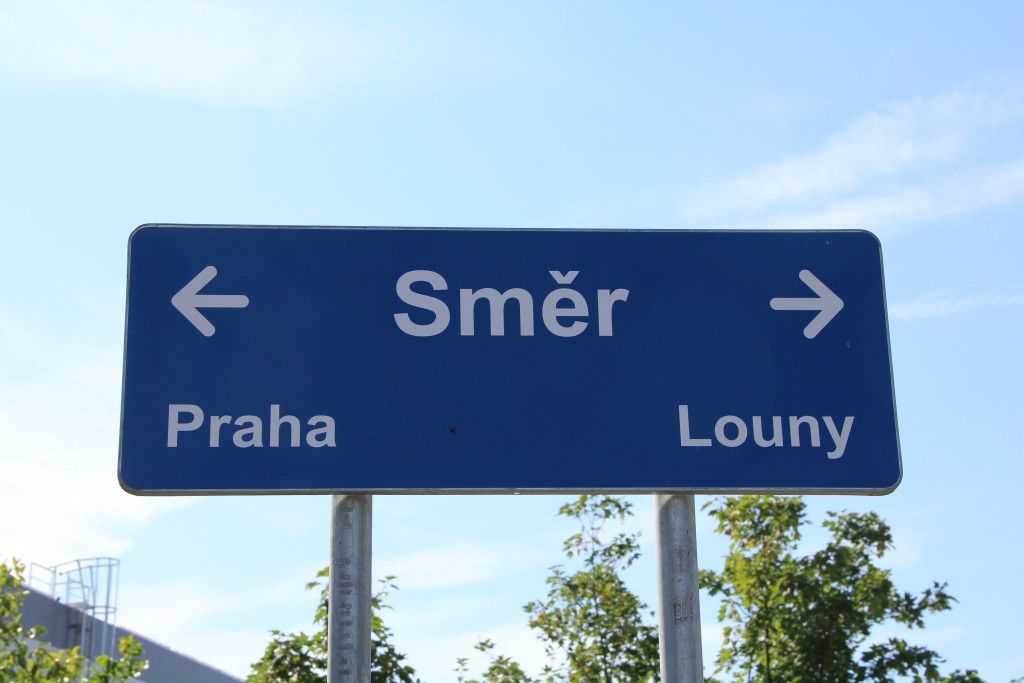 ← Směr →
Praha Louny